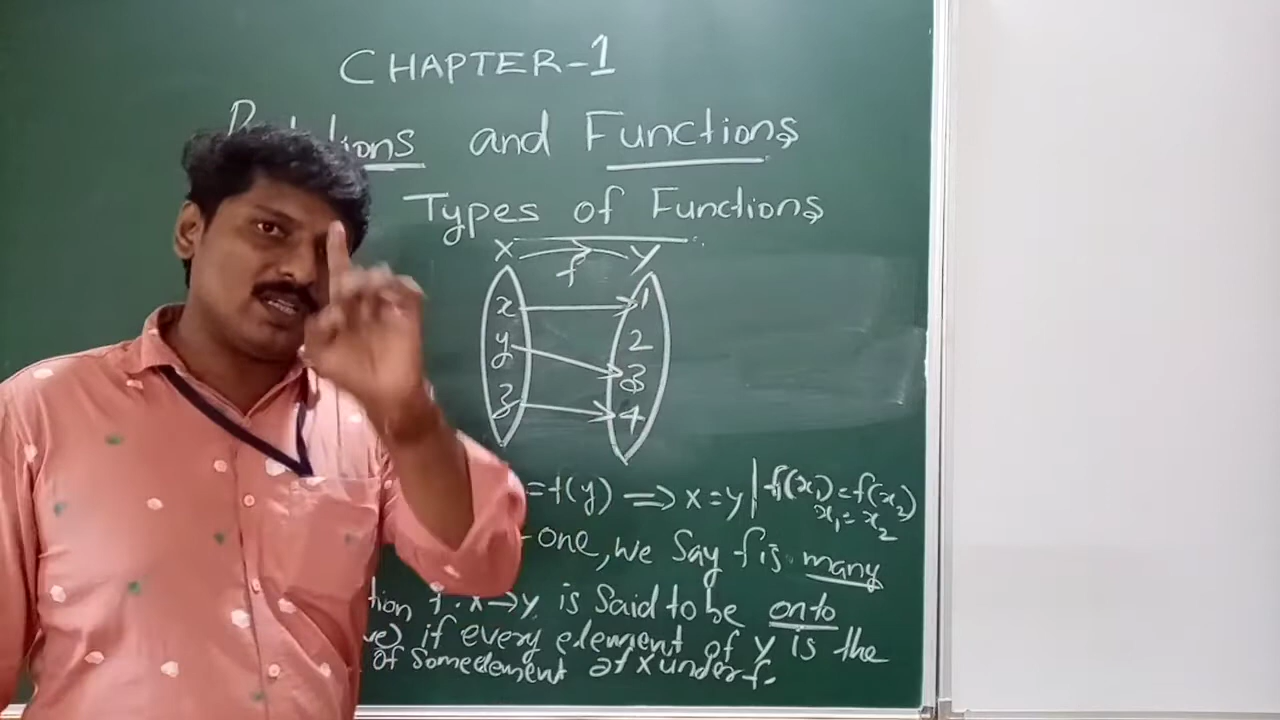 CHAPTER-1
and Functions
Types of Functions
X Y
f
x 1
y 2
3 3
4
=f(y) ⟹ x=y | f(x₁)=f(x₂)
x₁=x₂
-one, we say f is many
f: x→y is said to be onto
if every element of y is the
of some element of x under f.